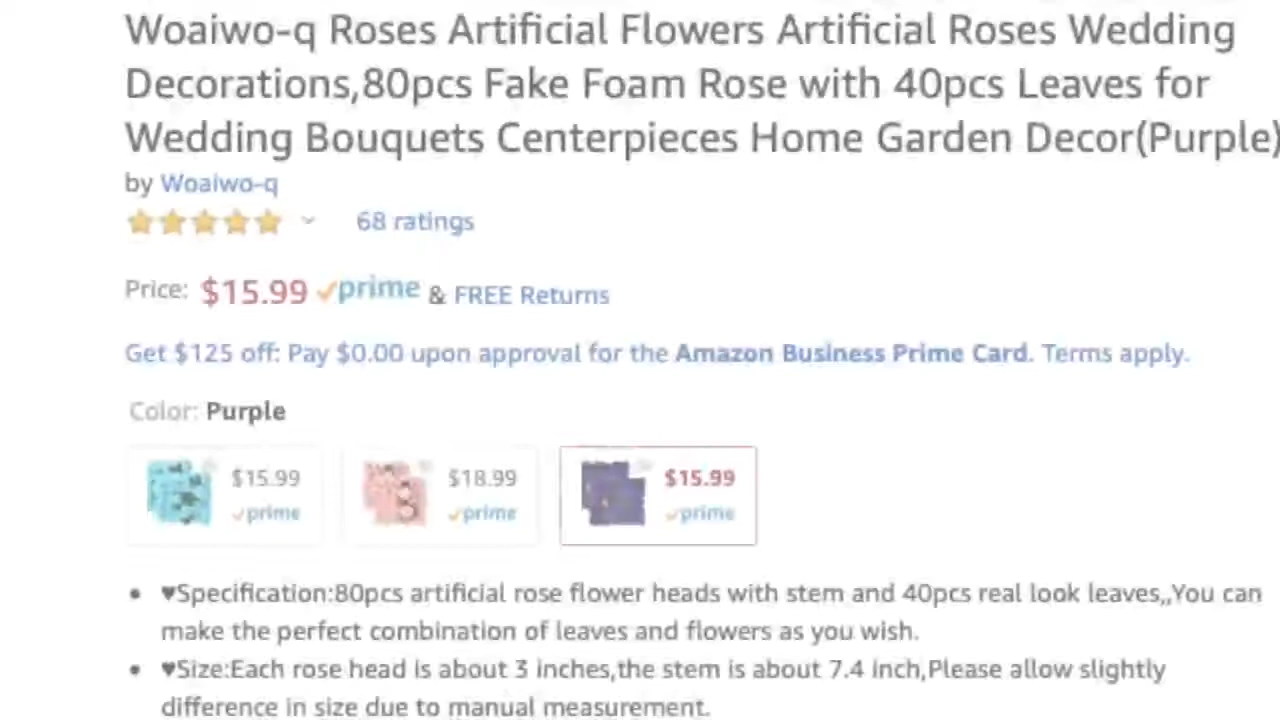 Woaiwo-q Roses Artificial Flowers Artificial Roses Wedding
Decorations,80pcs Fake Foam Rose with 40pcs Leaves for
Wedding Bouquets Centerpieces Home Garden Decor(Purple)
by Woaiwo-q
68 ratings
Price: $15.99 prime & FREE Returns
Get $125 off: Pay $0.00 upon approval for the Amazon Business Prime Card. Terms apply.
Color: Purple
$15.99 $18.99 $15.99
prime prime prime
• ♥Specification:80pcs artificial rose flower heads with stem and 40pcs real look leaves,,You can
make the perfect combination of leaves and flowers as you wish.
• ♥Size:Each rose head is about 3 inches,the stem is about 7.4 inch,Please allow slightly
difference in size due to manual measurement.